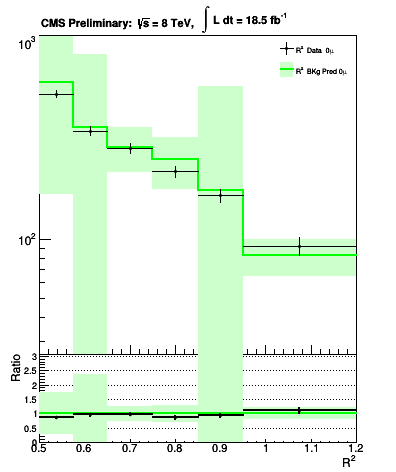 CMS Preliminary: √s = 8 TeV, ∫ L dt = 18.5 fb⁻¹
10³
R² Data 0μ
R² BKg Pred 0μ
10²
Ratio
3
2.5
2
1.5
1
0.5
0
0.5 0.6 0.7 0.8 0.9 1 1.1 1.2
R²